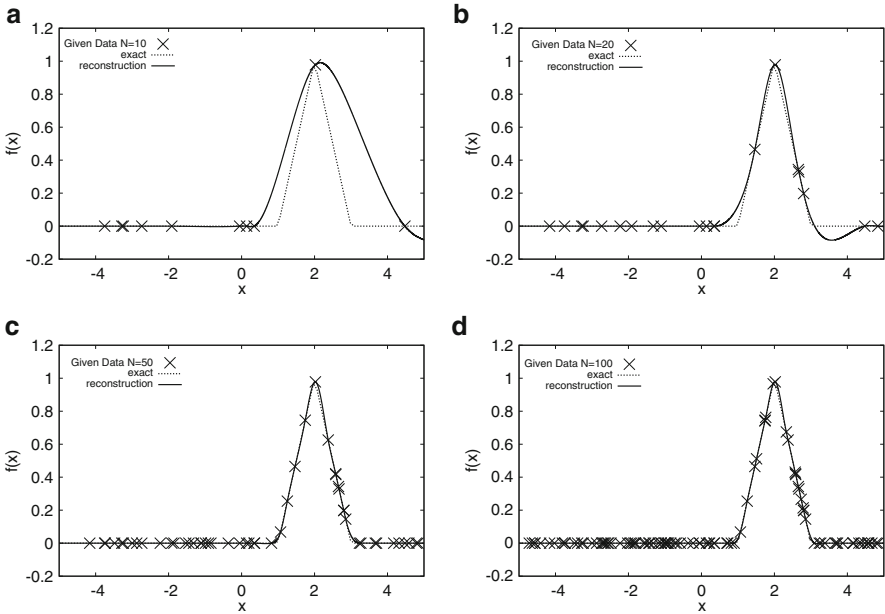 a
Given Data N=10
exact
reconstruction
1.2
1
0.8
0.6
0.4
0.2
0
-0.2
f(x)
-4 -2 0 2 4
x
b
Given Data N=20
exact
reconstruction
1.2
1
0.8
0.6
0.4
0.2
0
-0.2
f(x)
-4 -2 0 2 4
x
c
Given Data N=50
exact
reconstruction
1.2
1
0.8
0.6
0.4
0.2
0
-0.2
f(x)
-4 -2 0 2 4
x
d
Given Data N=100
exact
reconstruction
1.2
1
0.8
0.6
0.4
0.2
0
-0.2
f(x)
-4 -2 0 2 4
x